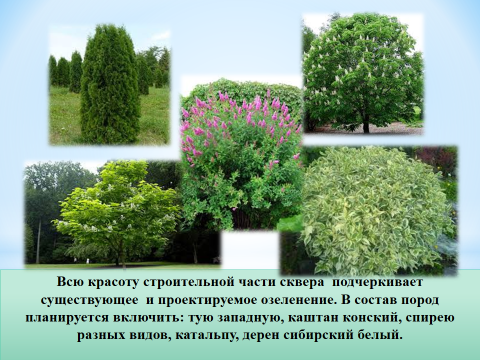 Всю красоту строительной части сквера подчеркивает
существующее и проектируемое озеленение. В состав пород
планируется включить: тую западную, каштан конский, спирею
разных видов, катальпу, дерен сибирский белый.